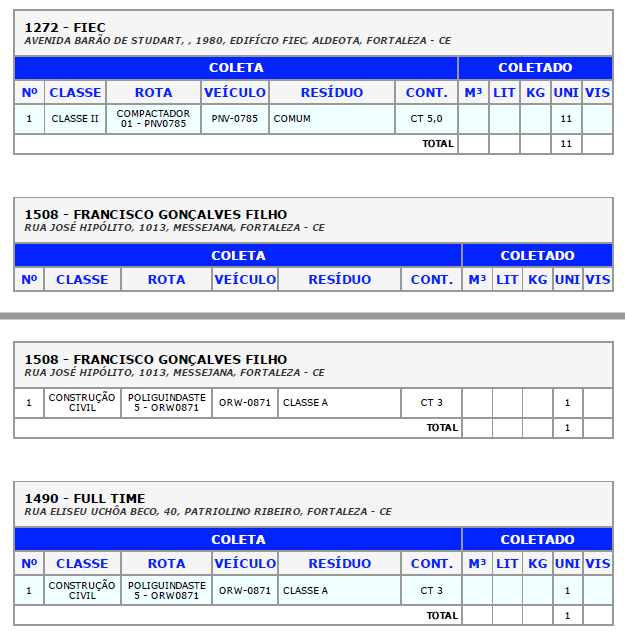 1272 - FIEC
AVENIDA BARÃO DE STUDART, , 1980, EDIFÍCIO FIEC, ALDEOTA, FORTALEZA - CE
COLETA COLETADO
Nº CLASSE ROTA VEÍCULO RESÍDUO CONT. M³ LIT KG UNI VIS
1 CLASSE II COMPACTADOR 01 - PNV0785 PNV-0785 COMUM CT 5,0 11
TOTAL 11
1508 - FRANCISCO GONÇALVES FILHO
RUA JOSÉ HIPÓLITO, 1013, MESSEJANA, FORTALEZA - CE
COLETA COLETADO
Nº CLASSE ROTA VEÍCULO RESÍDUO CONT. M³ LIT KG UNI VIS
1508 - FRANCISCO GONÇALVES FILHO
RUA JOSÉ HIPÓLITO, 1013, MESSEJANA, FORTALEZA - CE
1 CONSTRUÇÃO CIVIL POLIGUINDASTE 5 - ORW0871 ORW-0871 CLASSE A CT 3 1
TOTAL 1
1490 - FULL TIME
RUA ELISEU UCHÔA BECO, 40, PATRIOLINO RIBEIRO, FORTALEZA - CE
COLETA COLETADO
Nº CLASSE ROTA VEÍCULO RESÍDUO CONT. M³ LIT KG UNI VIS
1 CONSTRUÇÃO CIVIL POLIGUINDASTE 5 - ORW0871 ORW-0871 CLASSE A CT 3 1
TOTAL 1